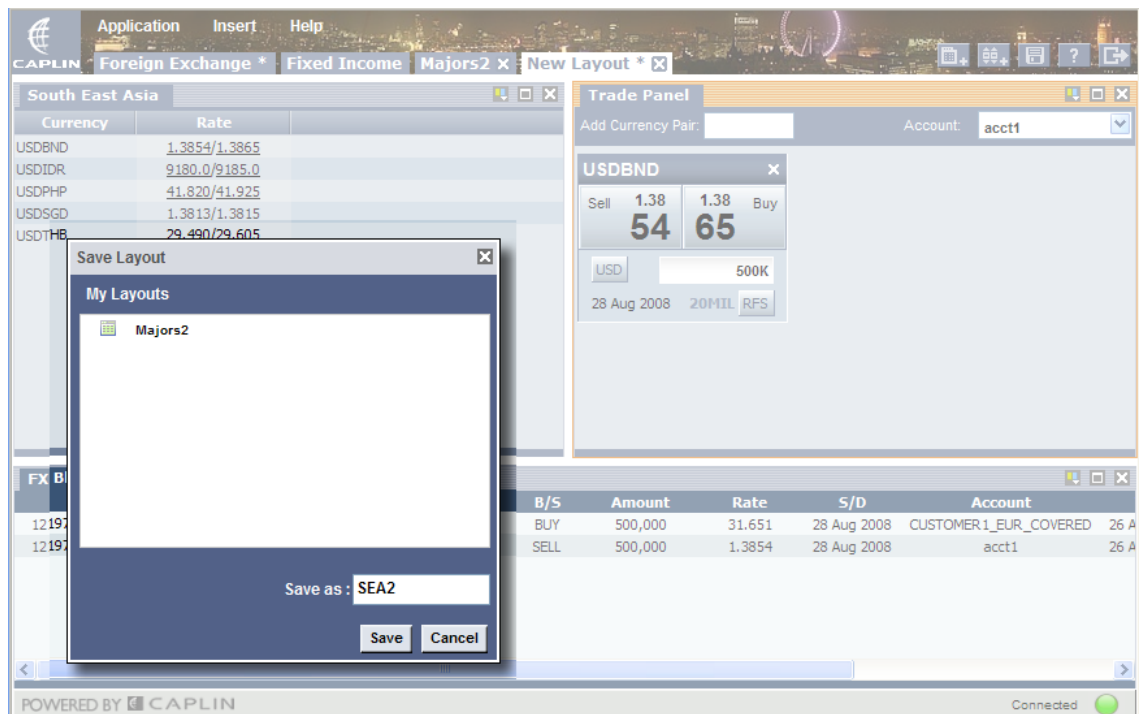 Application Insert Help
CAPLIN
Foreign Exchange * Fixed Income Majors2 X New Layout *
?
South East Asia
Currency Rate
USDBND 1.3854/1.3865
USDIDR 9180.0/9185.0
USDPHP 41.820/41.925
USDSGD 1.3813/1.3815
USDTHB 29.490/29.605
Trade Panel
Add Currency Pair: Account: acct1
USDBND
Sell 1.38 54 1.38 65 Buy
USD 500K
28 Aug 2008 20MIL RFS
Save Layout
My Layouts
Majors2
Save as : SEA2
Save Cancel
FX Bl
B/S Amount Rate S/D Account
12197 BUY 500,000 31.651 28 Aug 2008 CUSTOMER1_EUR_COVERED 26 A
12197 SELL 500,000 1.3854 28 Aug 2008 acct1 26 A
POWERED BY CAPLIN
Connected